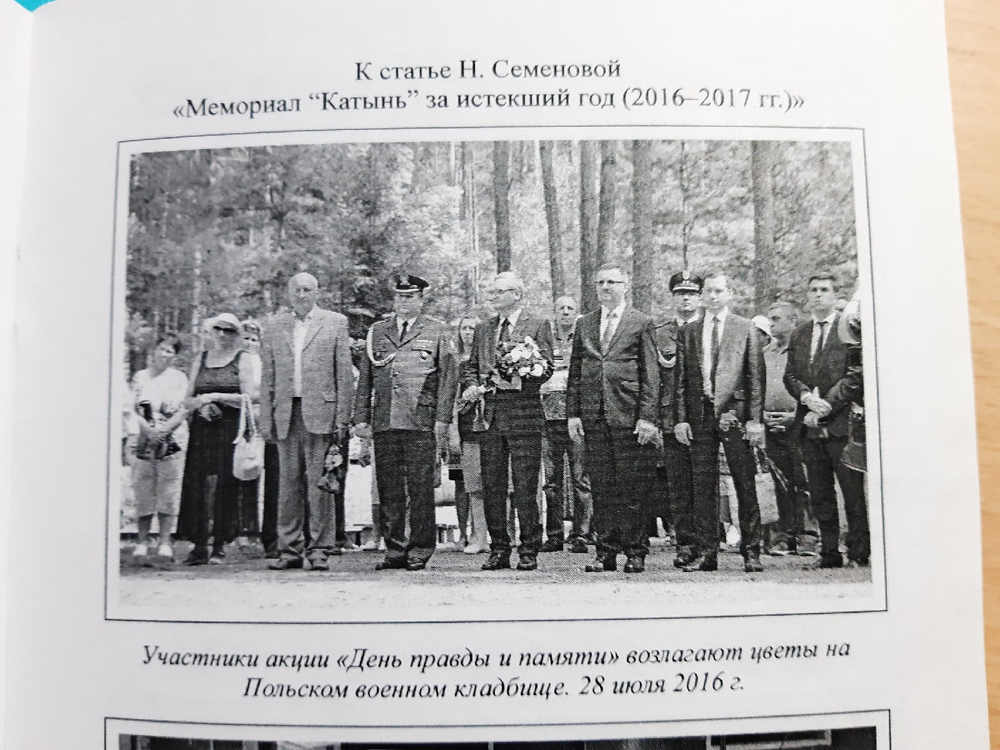 К статье Н. Семеновой
«Мемориал “Катынь” за истекший год (2016–2017 гг.)»
Участники акции «День правды и памяти» возлагают цветы на
Польском военном кладбище. 28 июля 2016 г.